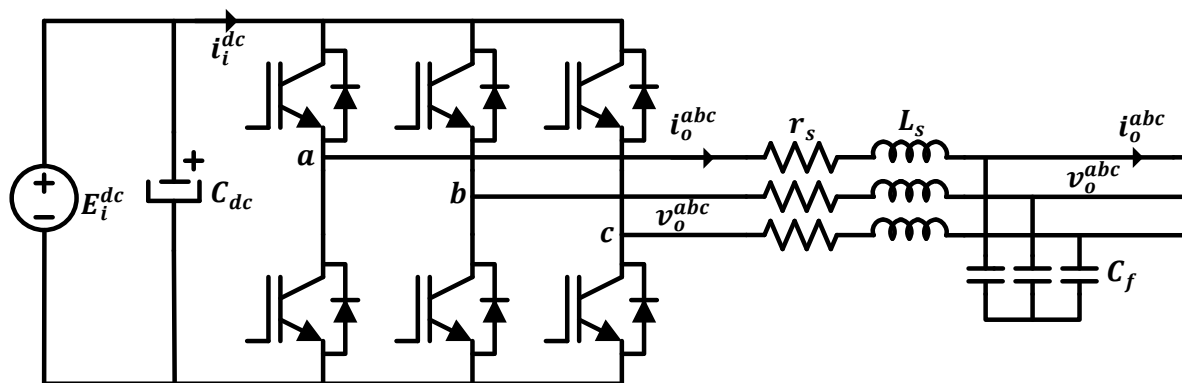 i_i^{dc}
i_o^{abc}
r_s
L_s
i_o^{abc}
a
+
v_o^{abc}
+
−
E_i^{dc}
C_{dc}
b
v_o^{abc}
c
C_f